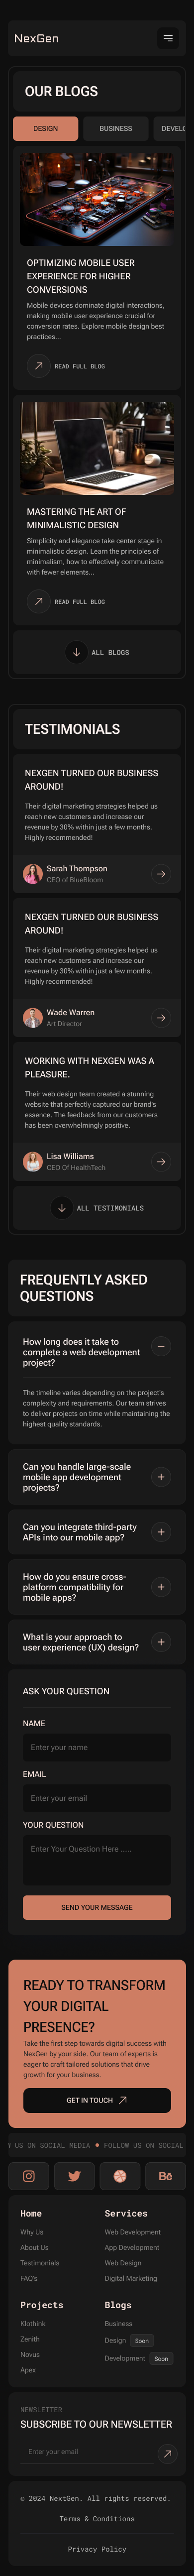 NexGen
OUR BLOGS
DESIGN
BUSINESS
DEVELO
OPTIMIZING MOBILE USER
EXPERIENCE FOR HIGHER
CONVERSIONS
Mobile devices dominate digital interactions,
making mobile user experience crucial for
conversion rates. Explore mobile design best
practices...
READ FULL BLOG
MASTERING THE ART OF
MINIMALISTIC DESIGN
Simplicity and elegance take center stage in
minimalistic design. Learn the principles of
minimalism, how to effectively communicate
with fewer elements...
READ FULL BLOG
ALL BLOGS
TESTIMONIALS
NEXGEN TURNED OUR BUSINESS
AROUND!
Their digital marketing strategies helped us
reach new customers and increase our
revenue by 30% within just a few months.
Highly recommended!
Sarah Thompson
CEO of BlueBloom
NEXGEN TURNED OUR BUSINESS
AROUND!
Their digital marketing strategies helped us
reach new customers and increase our
revenue by 30% within just a few months.
Highly recommended!
Wade Warren
Art Director
WORKING WITH NEXGEN WAS A
PLEASURE.
Their web design team created a stunning
website that perfectly captured our brand's
essence. The feedback from our customers
has been overwhelmingly positive.
Lisa Williams
CEO Of HealthTech
ALL TESTIMONIALS
FREQUENTLY ASKED
QUESTIONS
How long does it take to
complete a web development
project?
The timeline varies depending on the project's
complexity and requirements. Our team strives
to deliver projects on time while maintaining the
highest quality standards.
Can you handle large-scale
mobile app development
projects?
Can you integrate third-party
APIs into our mobile app?
How do you ensure cross-
platform compatibility for
mobile apps?
What is your approach to
user experience (UX) design?
ASK YOUR QUESTION
NAME
Enter your name
EMAIL
Enter your email
YOUR QUESTION
Enter Your Question Here .....
SEND YOUR MESSAGE
READY TO TRANSFORM
YOUR DIGITAL
PRESENCE?
Take the first step towards digital success with
NexGen by your side. Our team of experts is
eager to craft tailored solutions that drive
growth for your business.
GET IN TOUCH
W US ON SOCIAL MEDIA
FOLLOW US ON SOCIAL
Bē
Home
Services
Why Us
Web Development
About Us
App Development
Testimonials
Web Design
FAQ's
Digital Marketing
Projects
Blogs
Klothink
Business
Zenith
Design Soon
Novus
Development Soon
Apex
NEWSLETTER
SUBSCRIBE TO OUR NEWSLETTER
Enter your email
© 2024 NextGen. All rights reserved.
Terms & Conditions
Privacy Policy